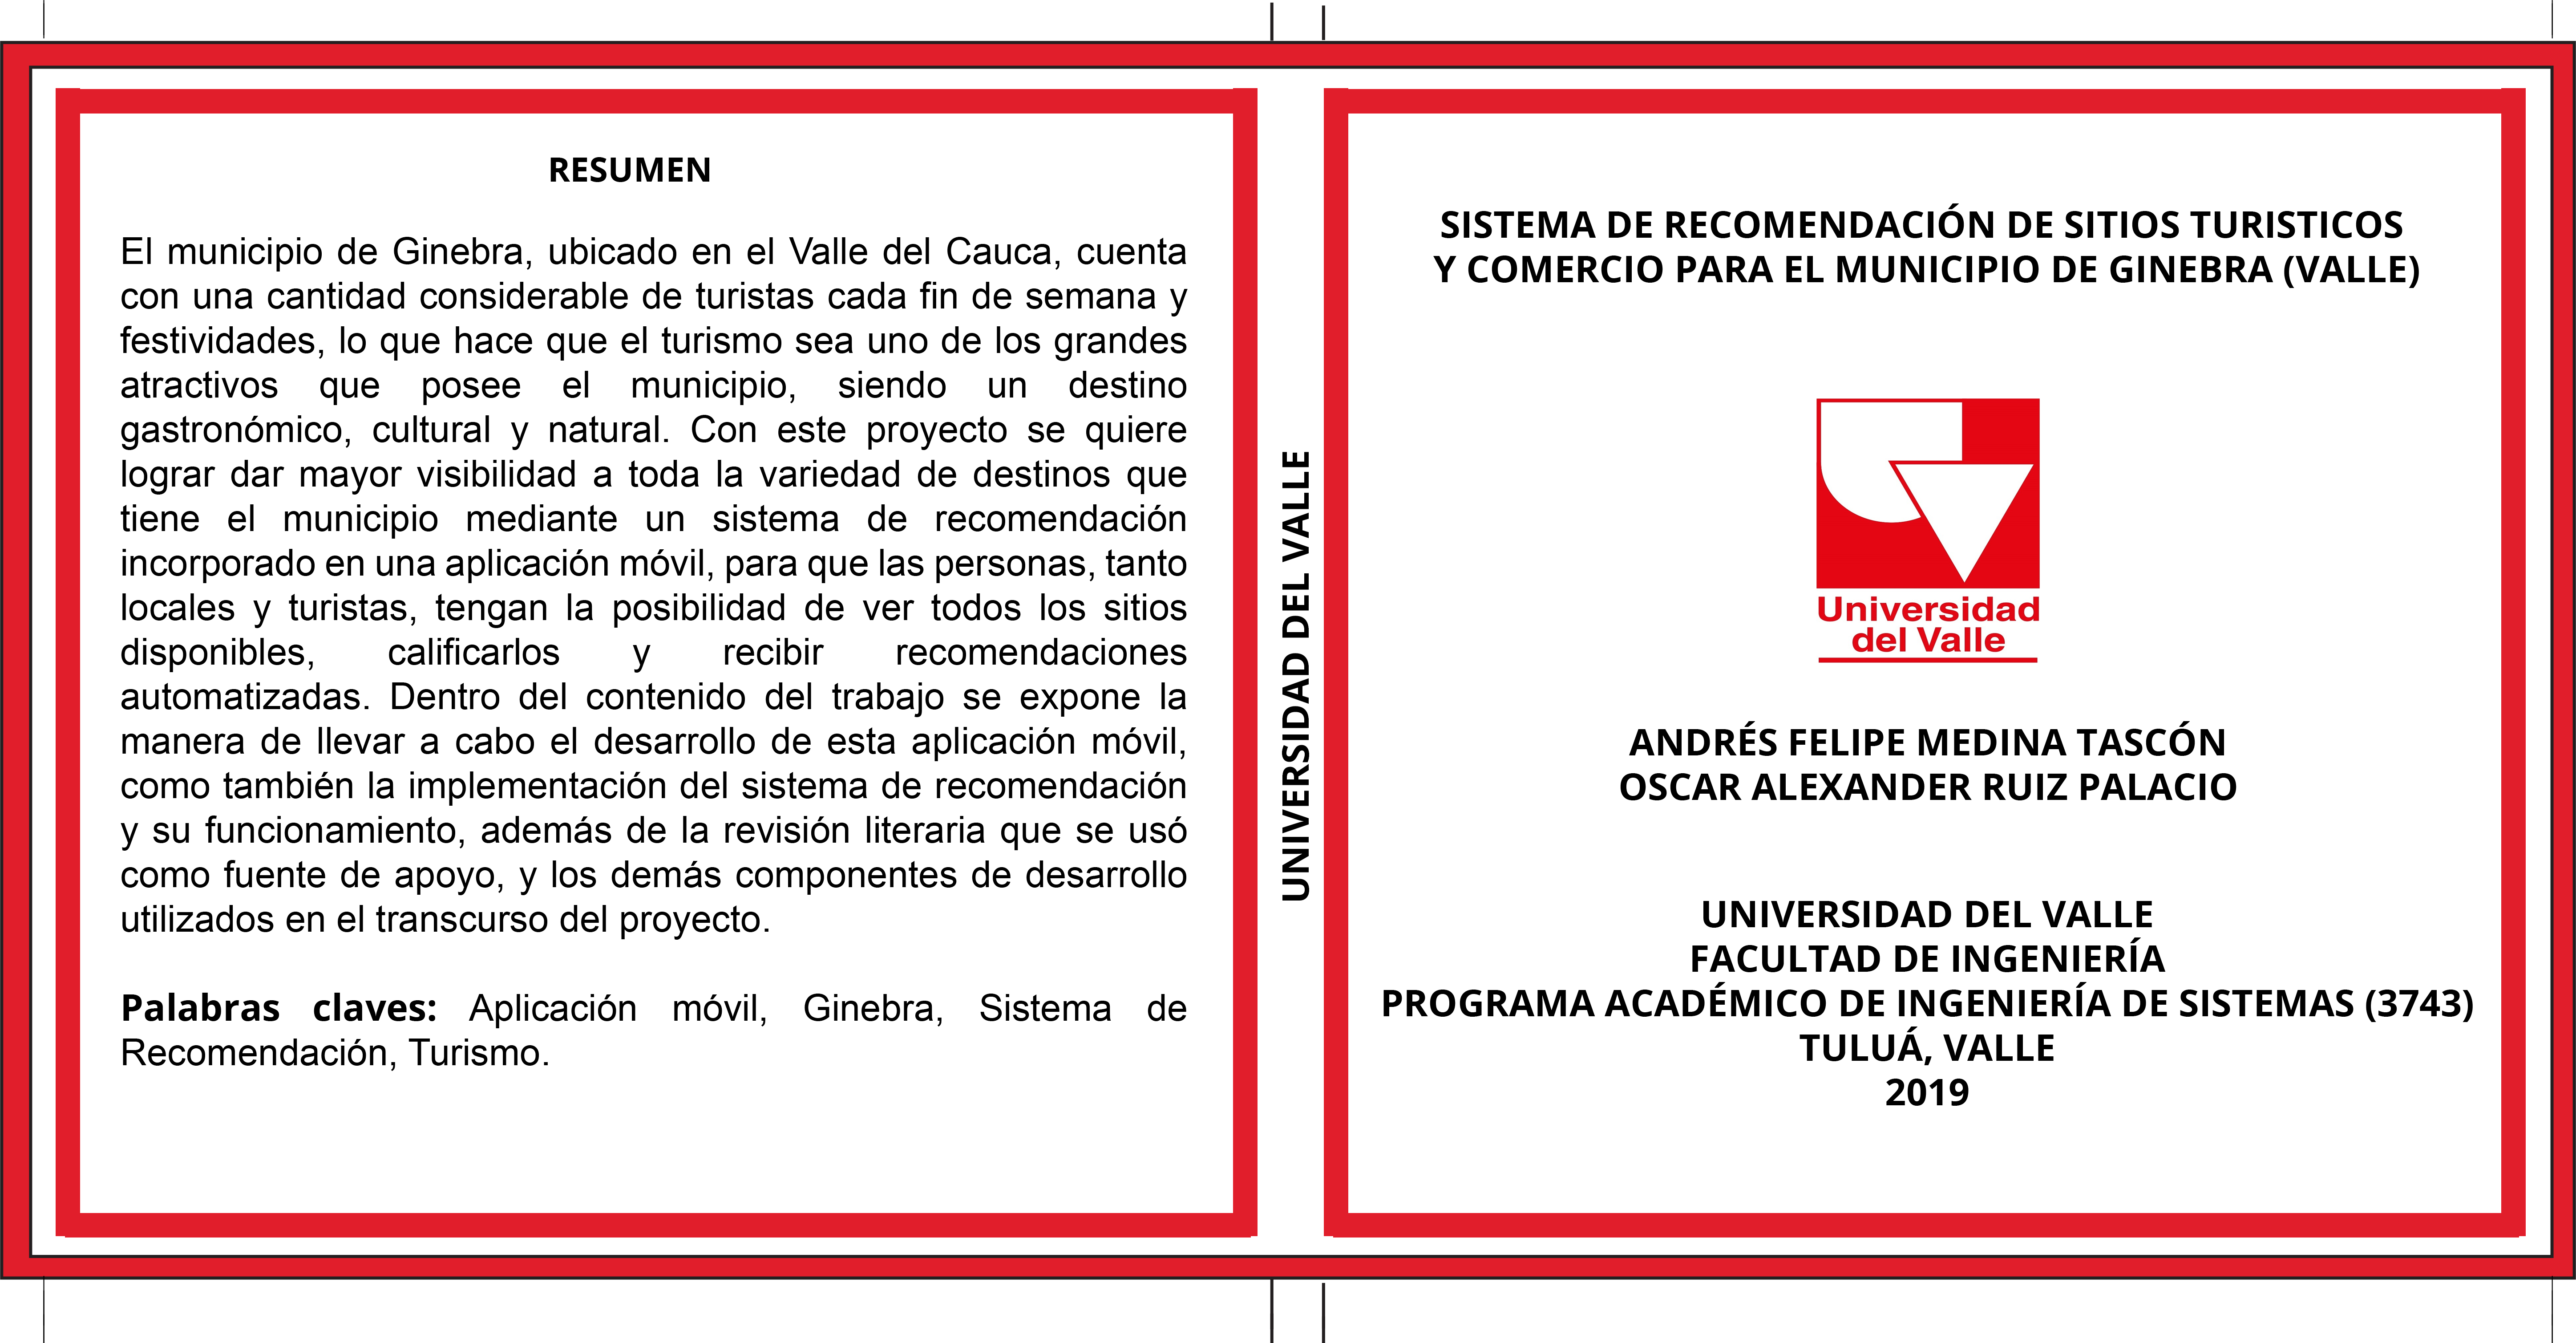 RESUMEN
El municipio de Ginebra, ubicado en el Valle del Cauca, cuenta
con una cantidad considerable de turistas cada fin de semana y
festividades, lo que hace que el turismo sea uno de los grandes
atractivos que posee el municipio, siendo un destino
gastronómico, cultural y natural. Con este proyecto se quiere
lograr dar mayor visibilidad a toda la variedad de destinos que
tiene el municipio mediante un sistema de recomendación
incorporado en una aplicación móvil, para que las personas, tanto
locales y turistas, tengan la posibilidad de ver todos los sitios
disponibles, calificarlos y recibir recomendaciones
automatizadas. Dentro del contenido del trabajo se expone la
manera de llevar a cabo el desarrollo de esta aplicación móvil,
como también la implementación del sistema de recomendación
y su funcionamiento, además de la revisión literaria que se usó
como fuente de apoyo, y los demás componentes de desarrollo
utilizados en el transcurso del proyecto.
Palabras claves: Aplicación móvil, Ginebra, Sistema de
Recomendación, Turismo.
UNIVERSIDAD DEL VALLE
SISTEMA DE RECOMENDACIÓN DE SITIOS TURISTICOS
Y COMERCIO PARA EL MUNICIPIO DE GINEBRA (VALLE)
Universidad
del Valle
ANDRÉS FELIPE MEDINA TASCÓN
OSCAR ALEXANDER RUIZ PALACIO
UNIVERSIDAD DEL VALLE
FACULTAD DE INGENIERÍA
PROGRAMA ACADÉMICO DE INGENIERÍA DE SISTEMAS (3743)
TULUÁ, VALLE
2019